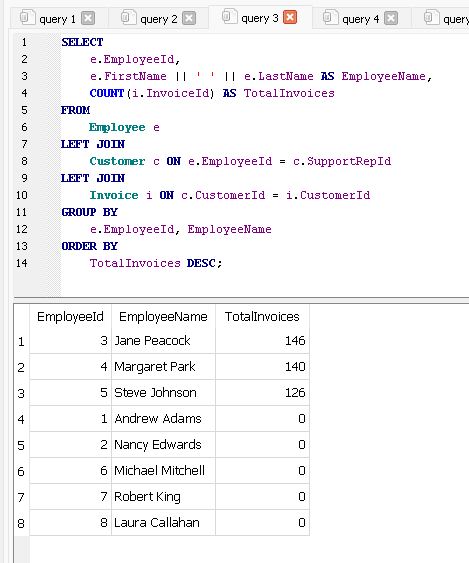 query 1 query 2 query 3 query 4 query
1 SELECT
2 e.EmployeeId,
3 e.FirstName || ' ' || e.LastName AS EmployeeName,
4 COUNT(i.InvoiceId) AS TotalInvoices
5 FROM
6 Employee e
7 LEFT JOIN
8 Customer c ON e.EmployeeId = c.SupportRepId
9 LEFT JOIN
10 Invoice i ON c.CustomerId = i.CustomerId
11 GROUP BY
12 e.EmployeeId, EmployeeName
13 ORDER BY
14 TotalInvoices DESC;
EmployeeId EmployeeName TotalInvoices
1 3 Jane Peacock 146
2 4 Margaret Park 140
3 5 Steve Johnson 126
4 1 Andrew Adams 0
5 2 Nancy Edwards 0
6 6 Michael Mitchell 0
7 7 Robert King 0
8 8 Laura Callahan 0